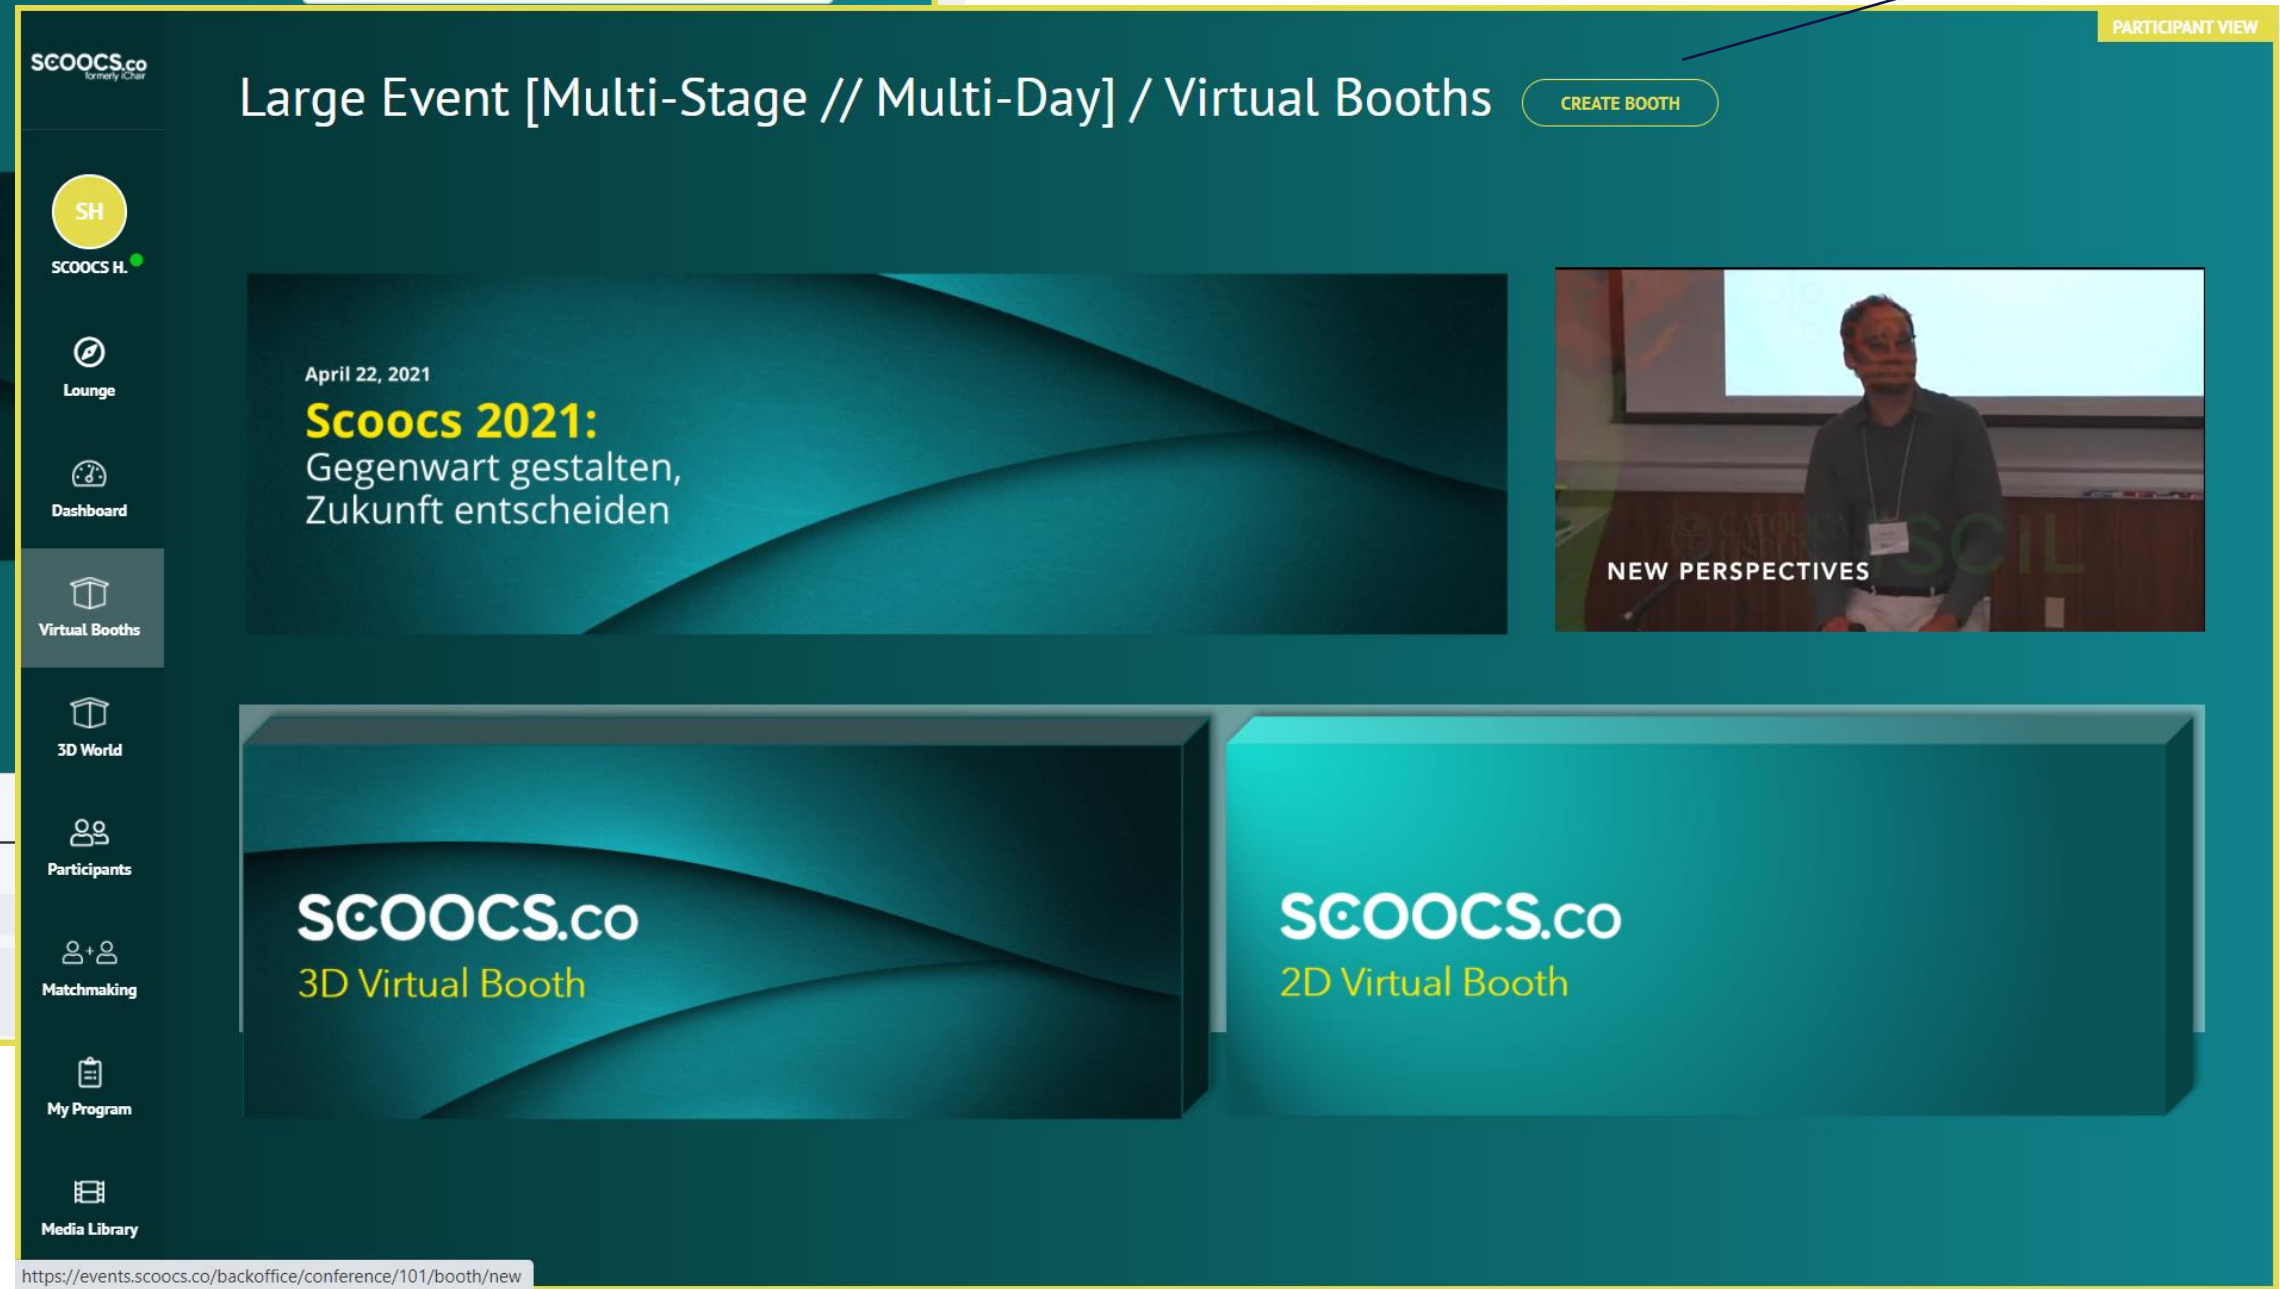 PARTICIPANT VIEW
SCOOCS.co
formerly iChair
Large Event [Multi-Stage // Multi-Day] / Virtual Booths
CREATE BOOTH
SH
SCOOCS H.
Lounge
Dashboard
Virtual Booths
3D World
Participants
Matchmaking
My Program
Media Library
April 22, 2021
Scoocs 2021:
Gegenwart gestalten,
Zukunft entscheiden
CATÓLICA
LISBON
SCiL
NEW PERSPECTIVES
SCOOCS.co
3D Virtual Booth
SCOOCS.co
2D Virtual Booth
https://events.scoocs.co/backoffice/conference/101/booth/new